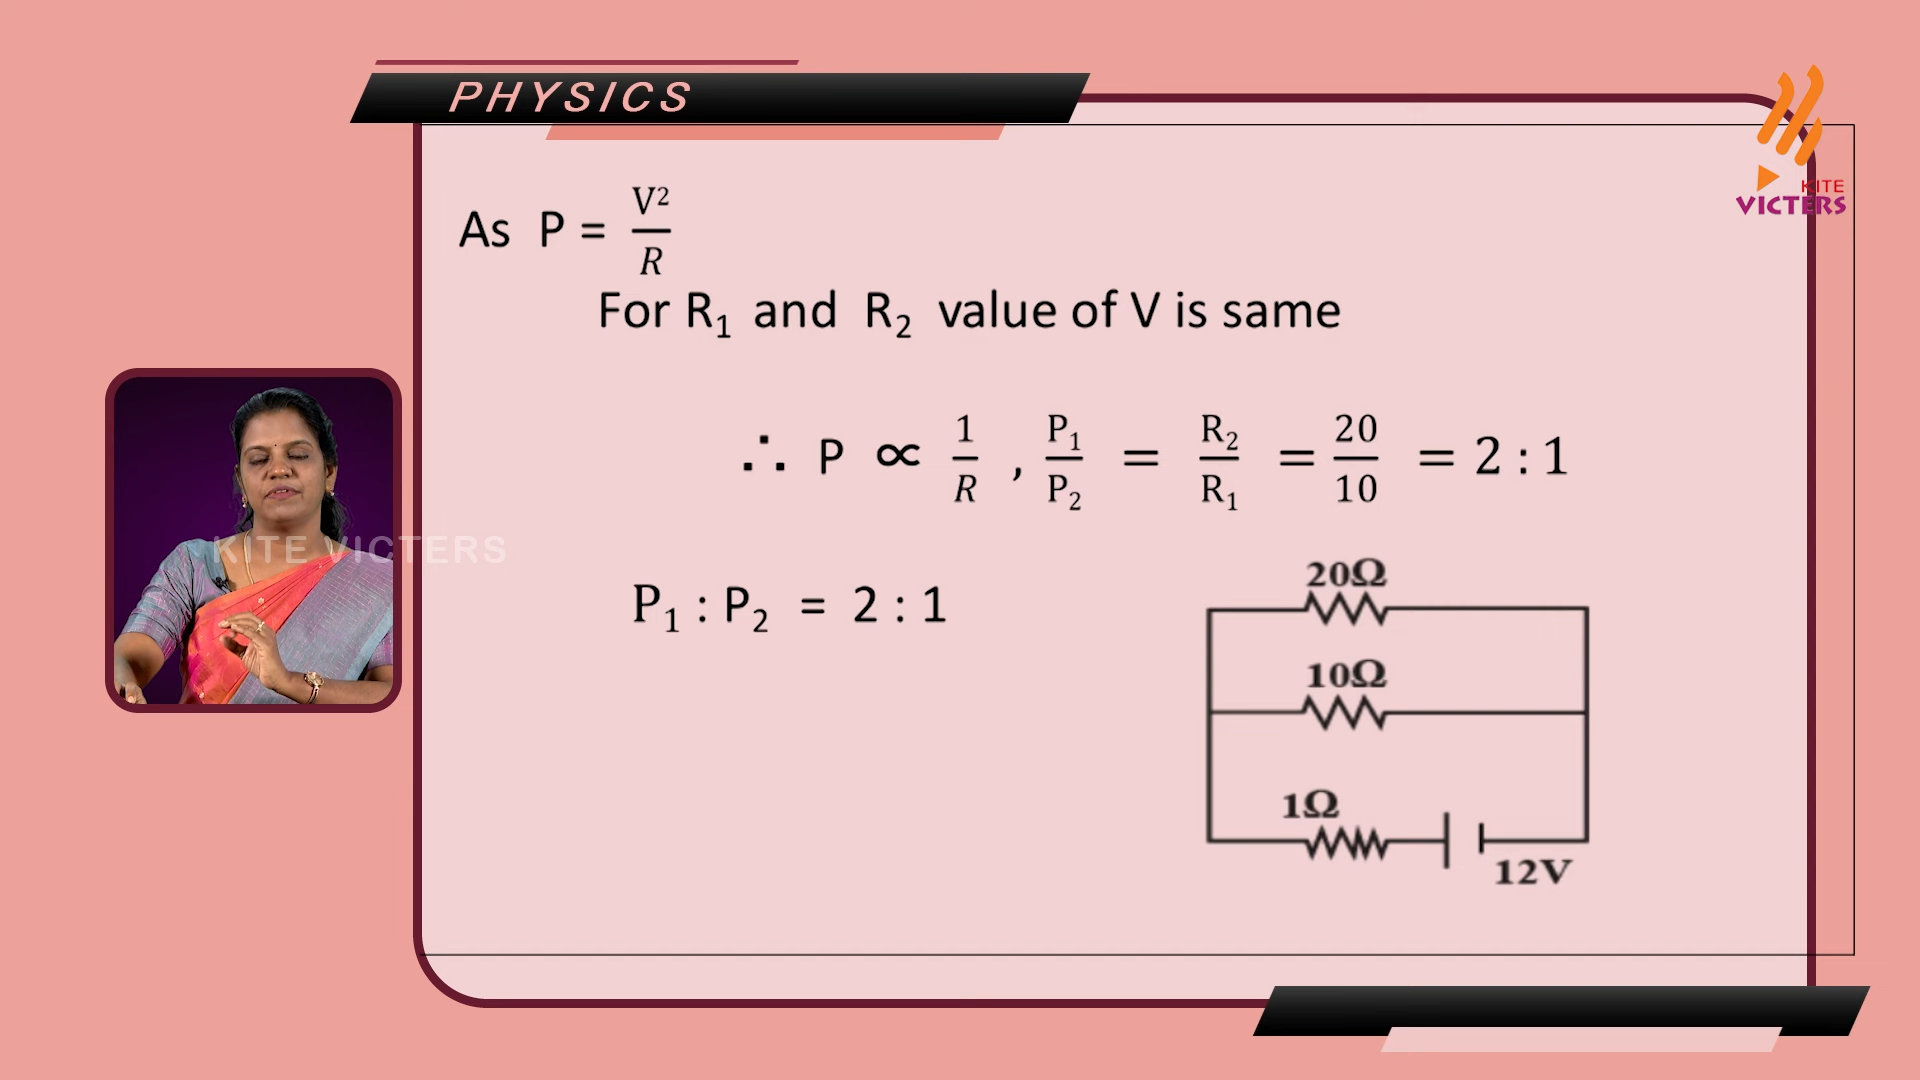 PHYSICS
KITE
VICTERS
As P = V²/R
For R₁ and R₂ value of V is same
∴ P ∝ 1/R , P₁/P₂ = R₂/R₁ = 20/10 = 2 : 1
KITE VICTERS
P₁ : P₂ = 2 : 1
20Ω
10Ω
1Ω
12V